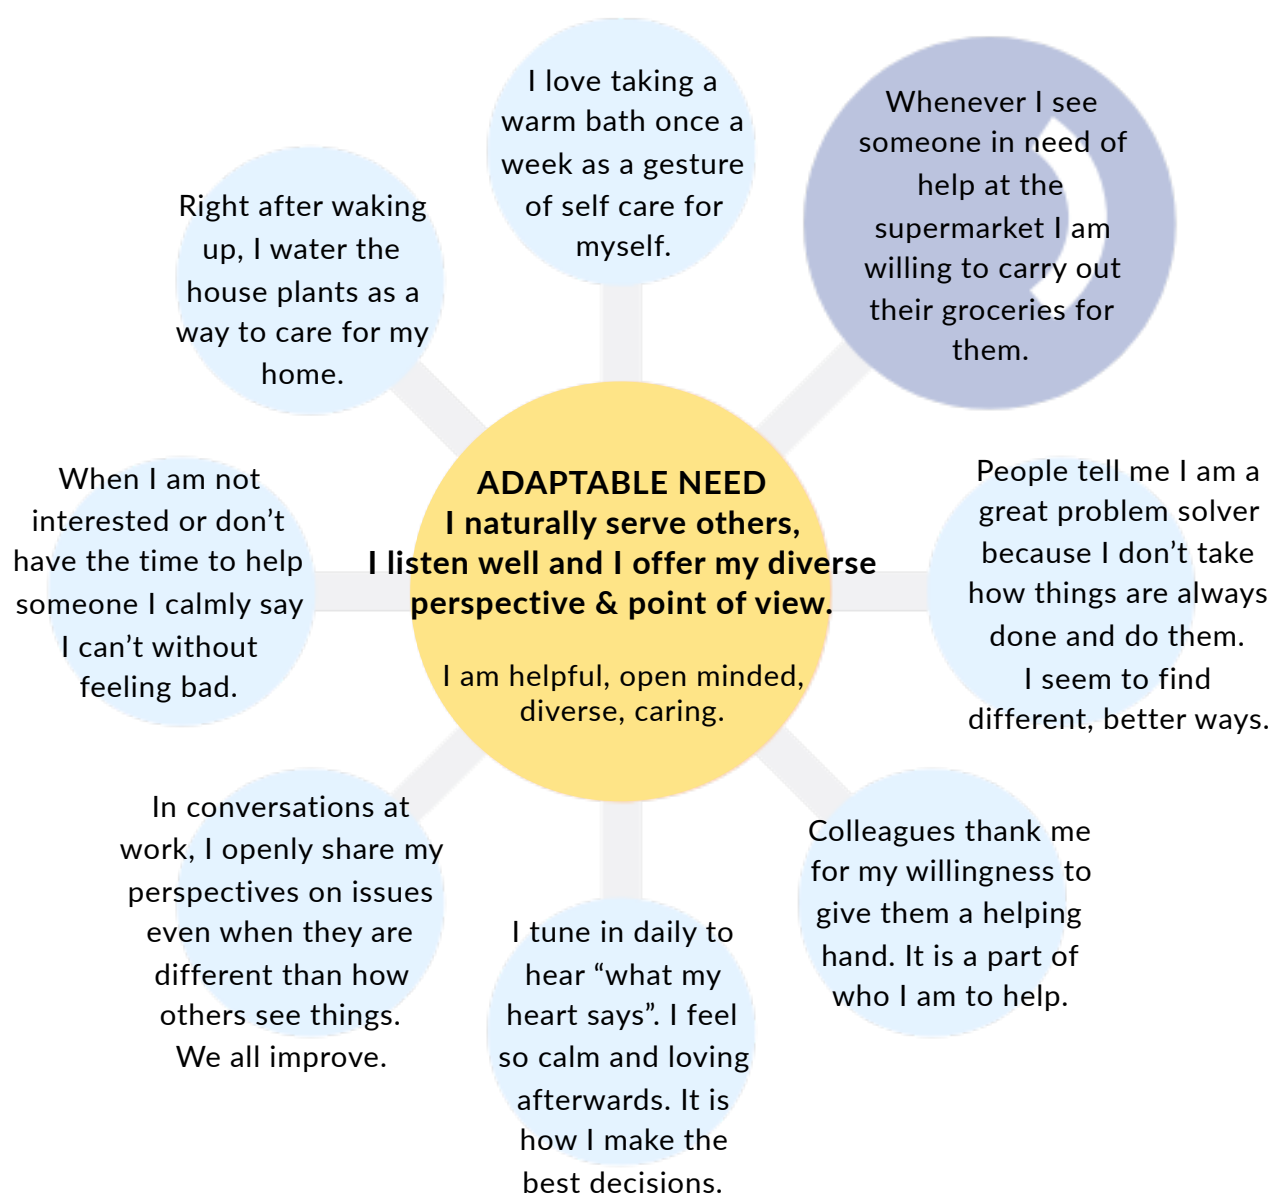 I love taking a
warm bath once a
week as a gesture
of self care for
myself.
Whenever I see
someone in need of
help at the
supermarket I am
willing to carry out
their groceries for
them.
Right after waking
up, I water the
house plants as a
way to care for my
home.
When I am not
interested or don’t
have the time to help
someone I calmly say
I can’t without
feeling bad.
ADAPTABLE NEED
I naturally serve others,
I listen well and I offer my diverse
perspective & point of view.
I am helpful, open minded,
diverse, caring.
People tell me I am a
great problem solver
because I don’t take
how things are always
done and do them.
I seem to find
different, better ways.
In conversations at
work, I openly share my
perspectives on issues
even when they are
different than how
others see things.
We all improve.
I tune in daily to
hear “what my
heart says”. I feel
so calm and loving
afterwards. It is
how I make the
best decisions.
Colleagues thank me
for my willingness to
give them a helping
hand. It is a part of
who I am to help.